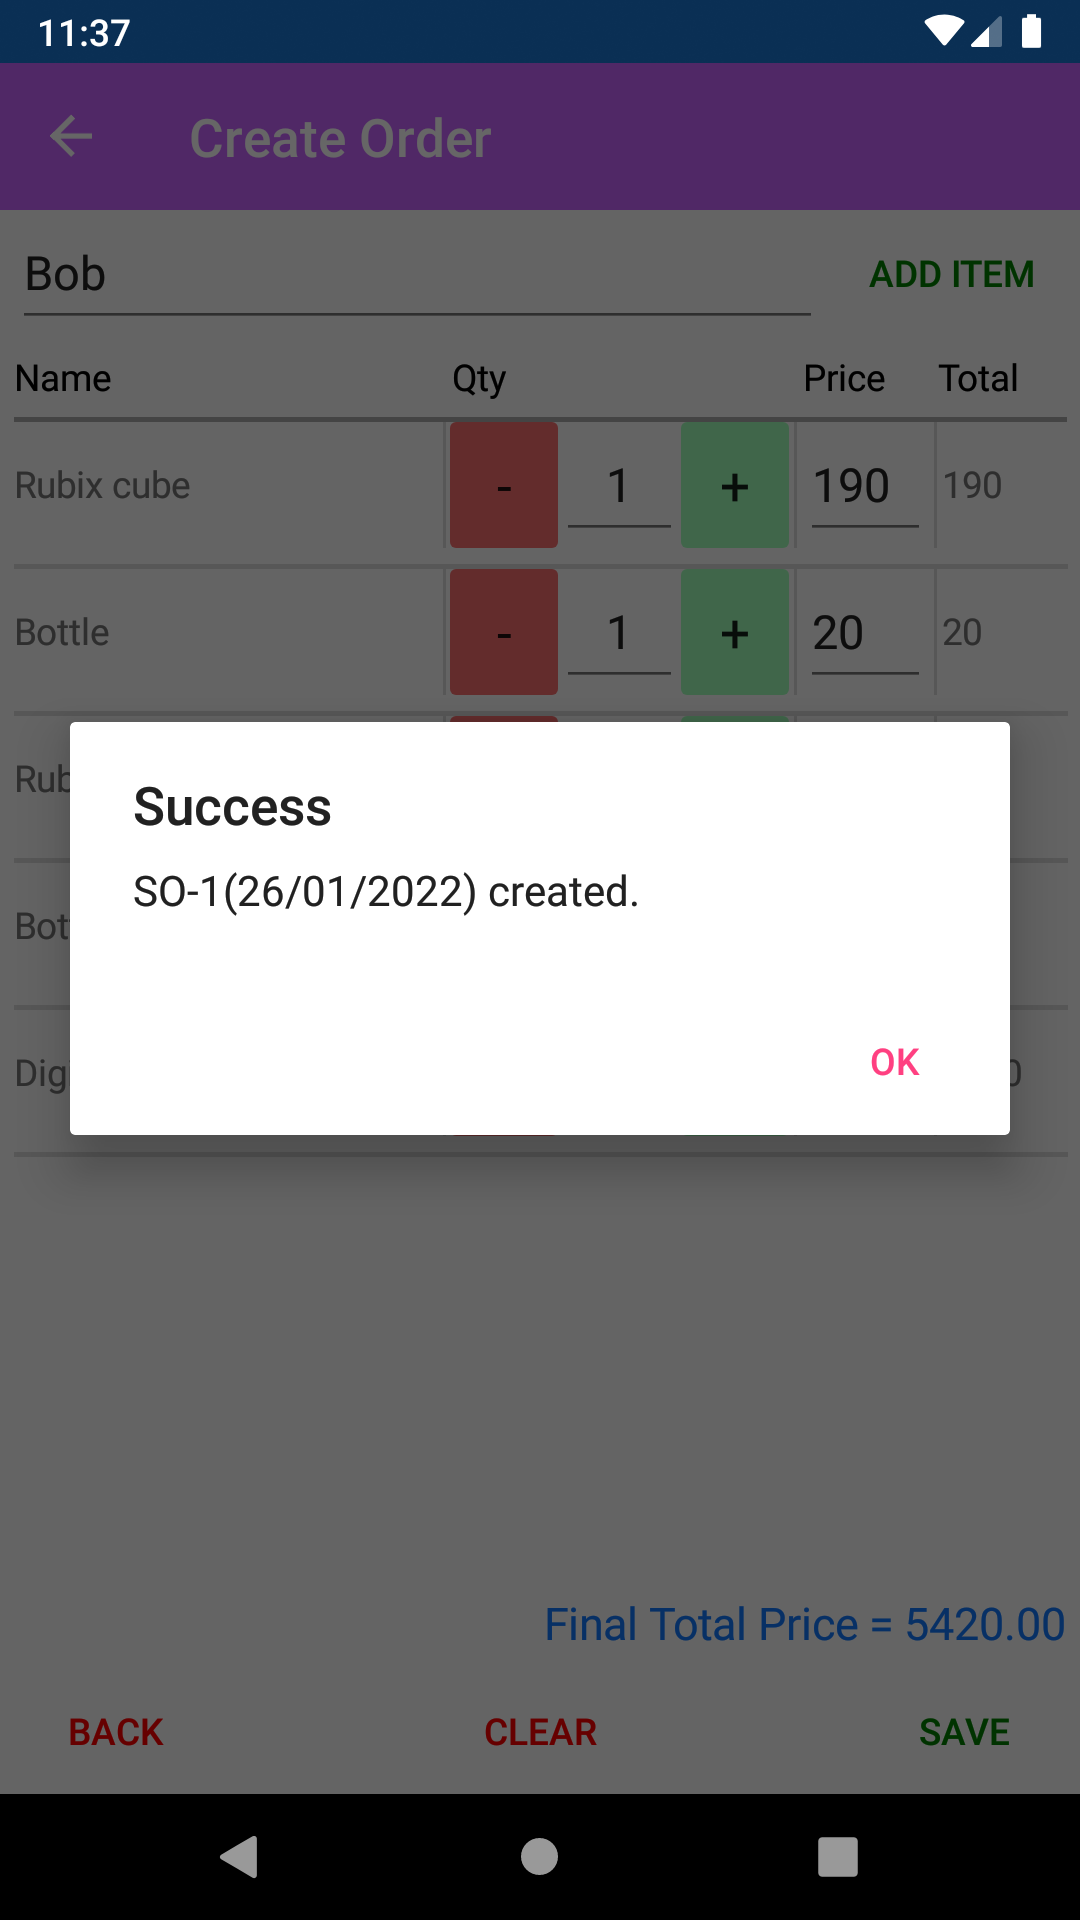 11:37
Create Order
Bob
ADD ITEM
Name Qty Price Total
Rubix cube - 1 + 190 190
Bottle - 1 + 20 20
Rub
Success
SO-1(26/01/2022) created.
Bot
OK
Dig
Final Total Price = 5420.00
BACK CLEAR SAVE